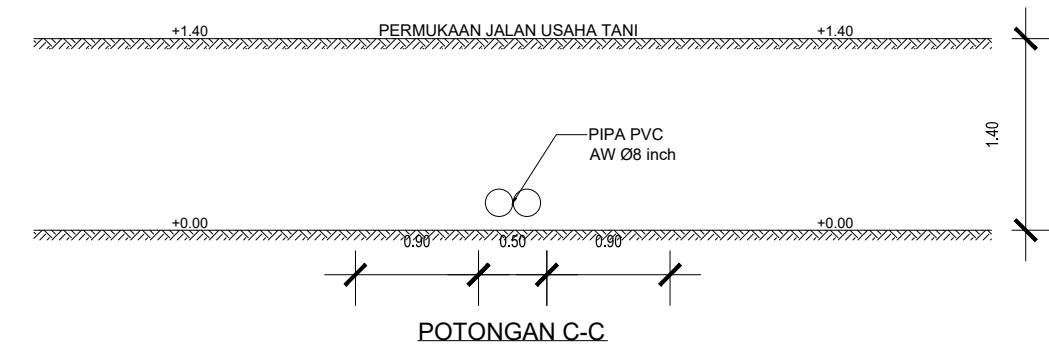 +1.40
PERMUKAAN JALAN USAHA TANI
+1.40
1.40
PIPA PVC
AW Ø8 inch
+0.00
+0.00
0.90
0.50
0.90
POTONGAN C-C